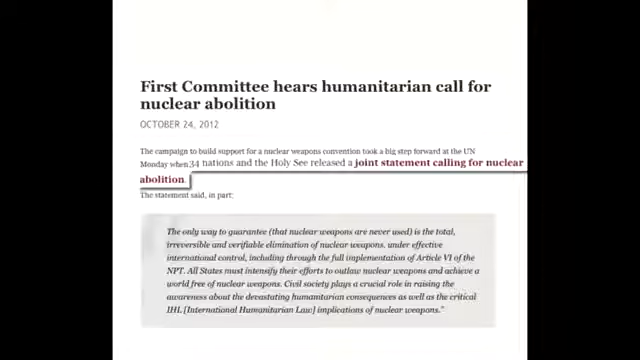 First Committee hears humanitarian call for
nuclear abolition
OCTOBER 24, 2012
The campaign to build support for a nuclear weapons convention took a big step forward at the UN
Monday when 34 nations and the Holy See released a joint statement calling for nuclear
abolition.
The statement said, in part:
The only way to guarantee (that nuclear weapons are never used) is the total,
irreversible and verifiable elimination of nuclear weapons, under effective
international control, including through the full implementation of Article VI of the
NPT. All States must intensify their efforts to outlaw nuclear weapons and achieve a
world free of nuclear weapons. Civil society plays a crucial role in raising the
awareness about the devastating humanitarian consequences as well as the critical
IHL [International Humanitarian Law] implications of nuclear weapons."